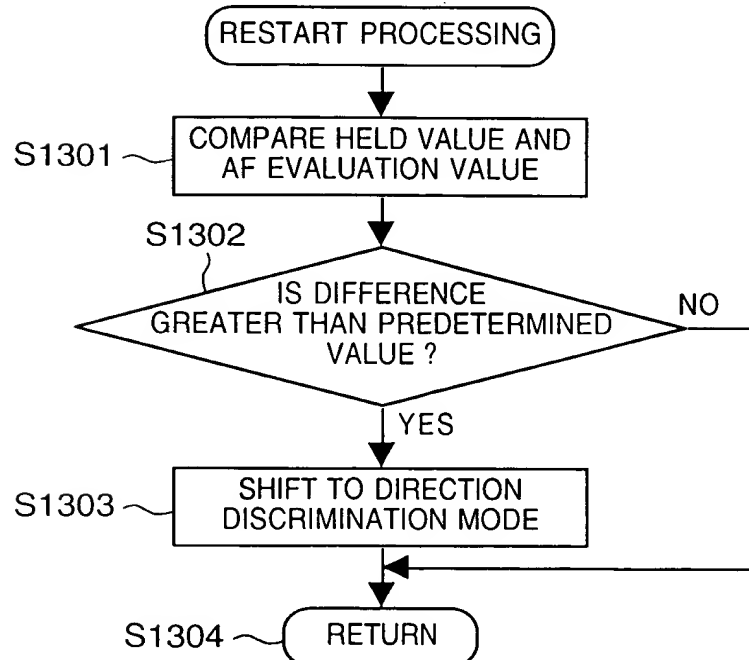 RESTART PROCESSING
S1301
COMPARE HELD VALUE AND
AF EVALUATION VALUE
S1302
IS DIFFERENCE
GREATER THAN PREDETERMINED
VALUE ?
NO
YES
S1303
SHIFT TO DIRECTION
DISCRIMINATION MODE
S1304
RETURN